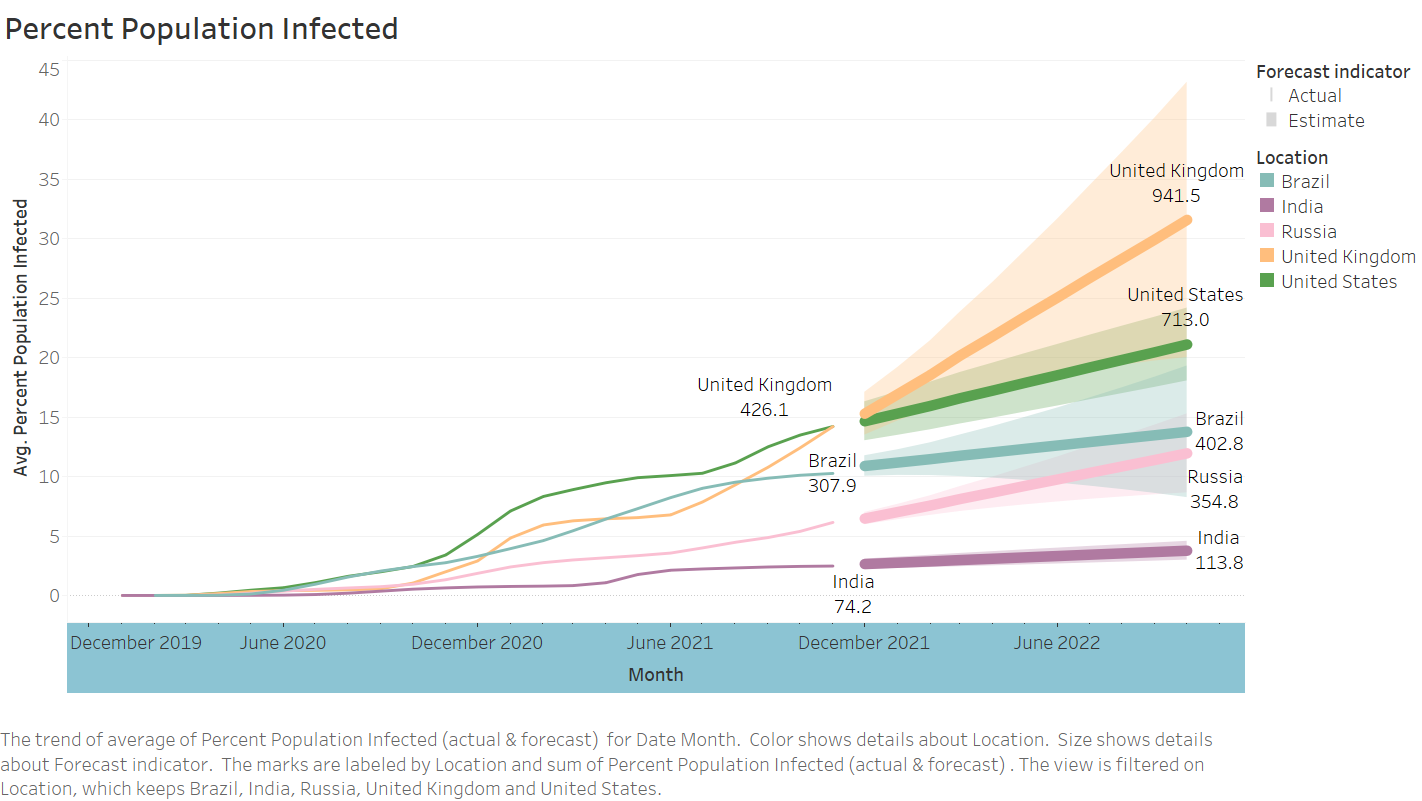 Percent Population Infected
45
40
35
30
25
20
15
10
5
0
Avg. Percent Population Infected
United Kingdom
941.5
United States
713.0
United Kingdom
426.1
Brazil
402.8
Brazil
307.9
Russia
354.8
India
113.8
India
74.2
December 2019
June 2020
December 2020
June 2021
December 2021
June 2022
Month
Forecast indicator
Actual
Estimate
Location
Brazil
India
Russia
United Kingdom
United States
The trend of average of Percent Population Infected (actual & forecast)  for Date Month.  Color shows details about Location.  Size shows details
about Forecast indicator.  The marks are labeled by Location and sum of Percent Population Infected (actual & forecast) . The view is filtered on
Location, which keeps Brazil, India, Russia, United Kingdom and United States.